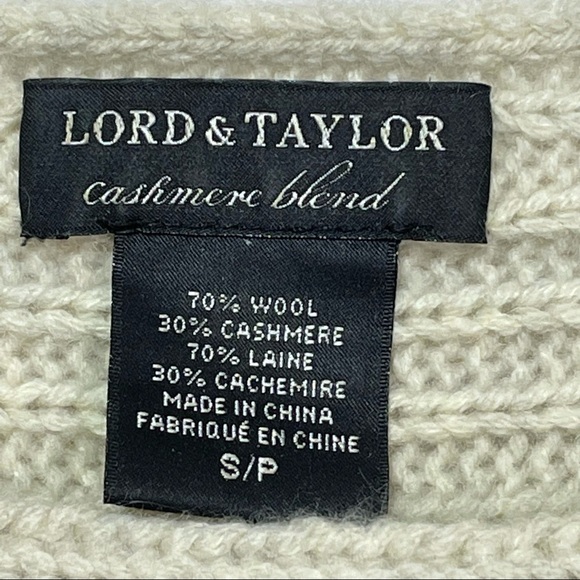 LORD & TAYLOR
cashmere blend
70% WOOL
30% CASHMERE
70% LAINE
30% CACHEMIRE
MADE IN CHINA
FABRIQUÉ EN CHINE
S/P